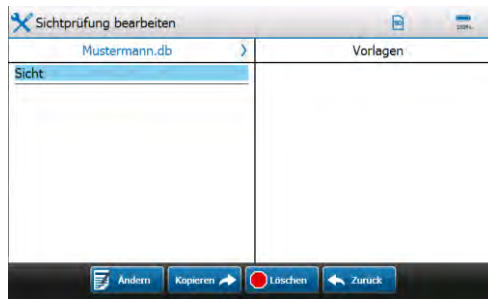 Sichtprüfung bearbeiten
Mustermann.db
Vorlagen
Sicht
Ändern Kopieren Löschen Zurück